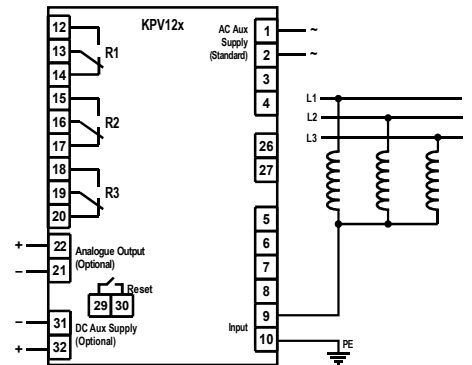 KPV12x
12
13
14
R1
15
16
17
R2
18
19
20
R3
+ 22
− 21
Analogue Output
(Optional)
Reset
29 30
− 31
+ 32
DC Aux Supply
(Optional)
AC Aux
Supply
(Standard)
1 ~
2 ~
3
4
26
27
5
6
7
8
9
10
Input
L1
L2
L3
PE